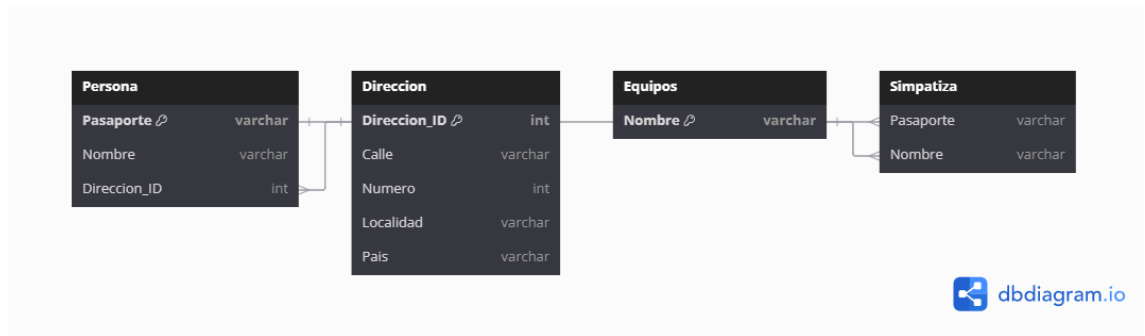 Persona
Pasaporte varchar
Nombre varchar
Direccion_ID int
Direccion
Direccion_ID int
Calle varchar
Numero int
Localidad varchar
Pais varchar
Equipos
Nombre varchar
Simpatiza
Pasaporte varchar
Nombre varchar
dbdiagram.io